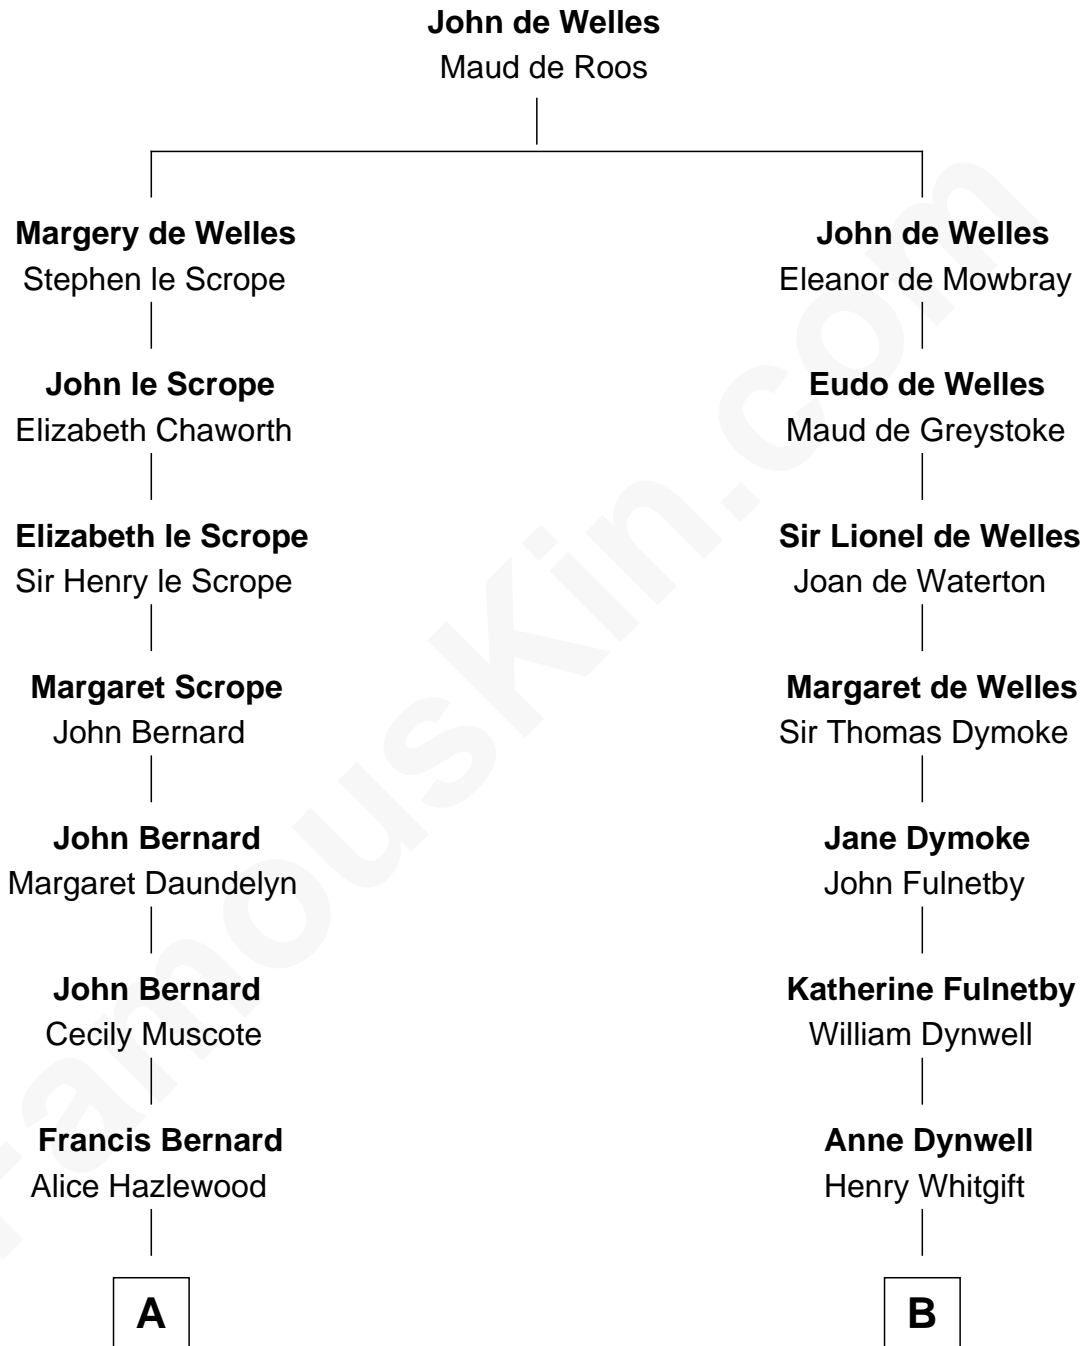 John de Welles
Maud de Roos
Margery de Welles
Stephen le Scrope
John de Welles
Eleanor de Mowbray
John le Scrope
Elizabeth Chaworth
Eudo de Welles
Maud de Greystoke
Elizabeth le Scrope
Sir Henry le Scrope
Sir Lionel de Welles
Joan de Waterton
Margaret Scrope
John Bernard
Margaret de Welles
Sir Thomas Dymoke
John Bernard
Margaret Daundelyn
Jane Dymoke
John Fulnetby
John Bernard
Cecily Muscote
Katherine Fulnetby
William Dynwell
Francis Bernard
Alice Hazlewood
Anne Dynwell
Henry Whitgift
A
B
FamousKin.com